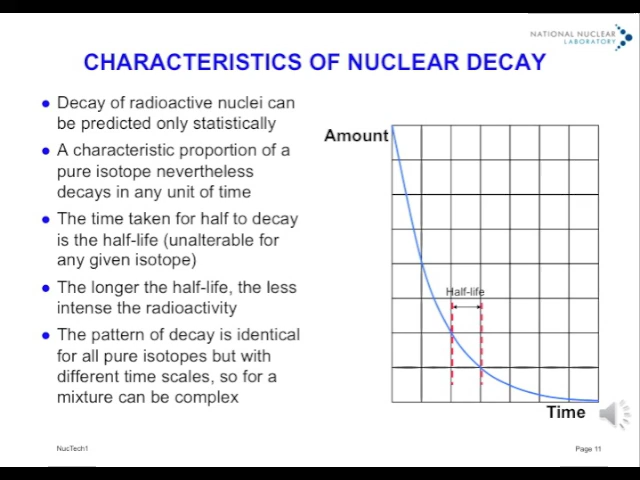 NATIONAL NUCLEAR
LABORATORY
CHARACTERISTICS OF NUCLEAR DECAY
● Decay of radioactive nuclei can
be predicted only statistically
● A characteristic proportion of a
pure isotope nevertheless
decays in any unit of time
● The time taken for half to decay
is the half-life (unalterable for
any given isotope)
● The longer the half-life, the less
intense the radioactivity
● The pattern of decay is identical
for all pure isotopes but with
different time scales, so for a
mixture can be complex
Amount
Half-life
Time
NucTech1
Page 11